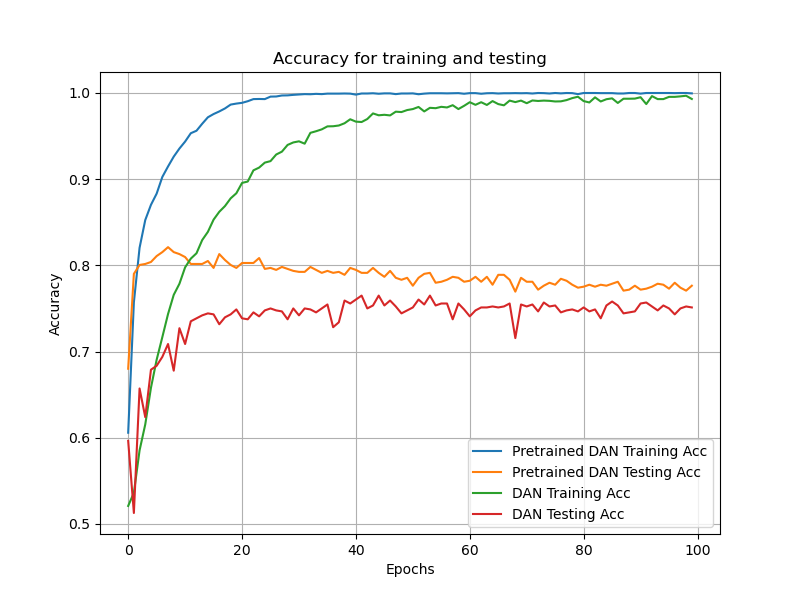 Accuracy for training and testing
1.0
0.9
0.8
0.7
0.6
0.5
Accuracy
0
20
40
60
80
100
Epochs
Pretrained DAN Training Acc
Pretrained DAN Testing Acc
DAN Training Acc
DAN Testing Acc